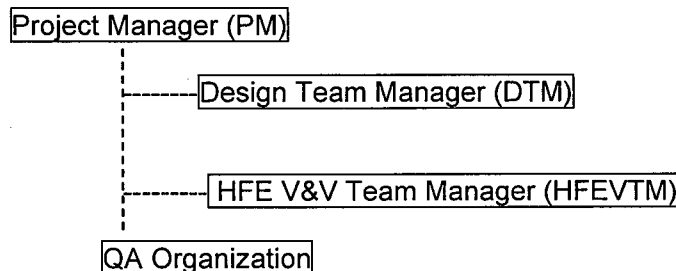 Project Manager (PM)
Design Team Manager (DTM)
HFE V&V Team Manager (HFEVTM)
QA Organization